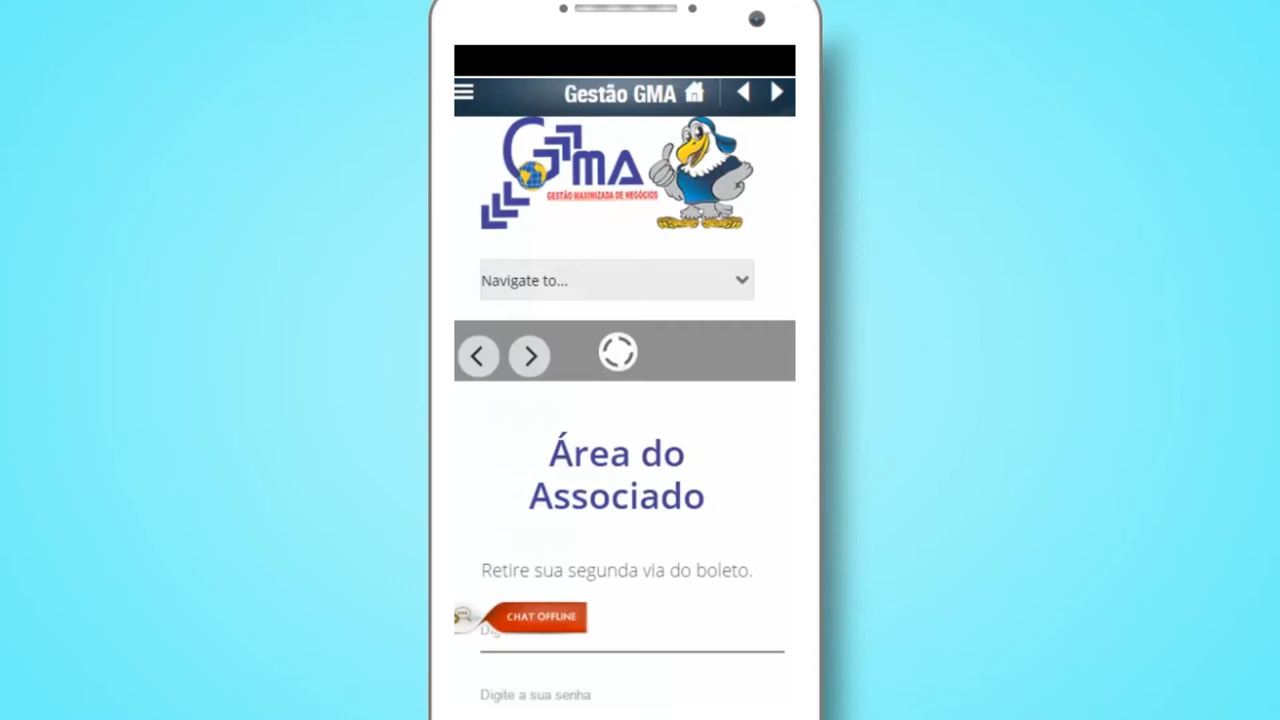 Gestão GMA
GMA
GESTÃO MAXIMIZADA DE NEGÓCIOS
Navigate to...
Área do
Associado
Retire sua segunda via do boleto.
CHAT OFFLINE
Digite a sua senha